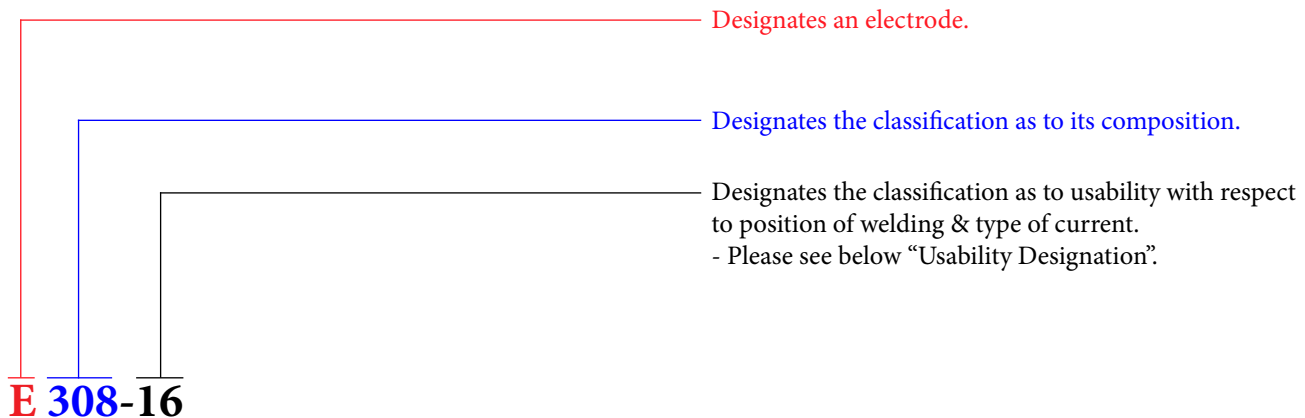 Designates an electrode.
Designates the classification as to its composition.
Designates the classification as to usability with respect
to position of welding & type of current.
- Please see below “Usability Designation”.
E 308-16